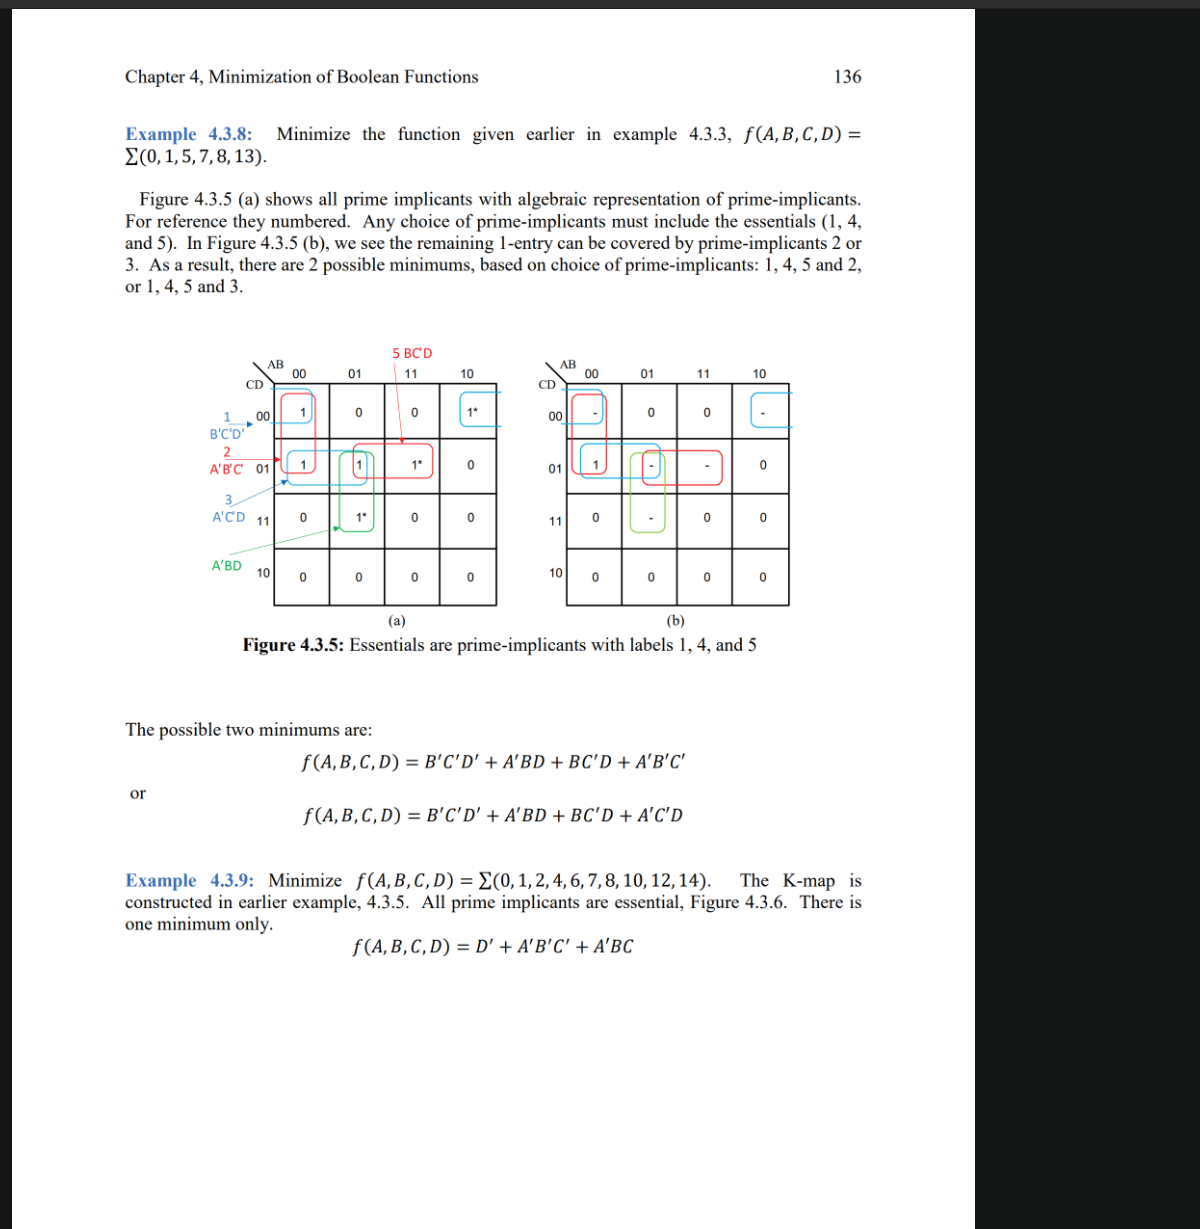 Chapter 4, Minimization of Boolean Functions 136
Example 4.3.8: Minimize the function given earlier in example 4.3.3, f(A, B, C, D) =
∑(0, 1, 5, 7, 8, 13).
Figure 4.3.5 (a) shows all prime implicants with algebraic representation of prime-implicants.
For reference they numbered. Any choice of prime-implicants must include the essentials (1, 4,
and 5). In Figure 4.3.5 (b), we see the remaining 1-entry can be covered by prime-implicants 2 or
3. As a result, there are 2 possible minimums, based on choice of prime-implicants: 1, 4, 5 and 2,
or 1, 4, 5 and 3.
5 BC'D
AB
00 01 11 10
CD
1
B'C'D'
00 1 0 0 1*
2
A'B'C'
01 1 1 1* 0
3
A'C'D
11 0 1* 0 0
A'BD
10 0 0 0 0
(a)
AB
00 01 11 10
CD
00 - 0 0 -
01 1 - - 0
11 0 - 0 0
10 0 0 0 0
(b)
Figure 4.3.5: Essentials are prime-implicants with labels 1, 4, and 5
The possible two minimums are:
f(A, B, C, D) = B′C′D′ + A′BD + BC′D + A′B′C′
or
f(A, B, C, D) = B′C′D′ + A′BD + BC′D + A′C′D
Example 4.3.9: Minimize f(A, B, C, D) = ∑(0, 1, 2, 4, 6, 7, 8, 10, 12, 14). The K-map is
constructed in earlier example, 4.3.5. All prime implicants are essential, Figure 4.3.6. There is
one minimum only.
f(A, B, C, D) = D′ + A′B′C′ + A′BC